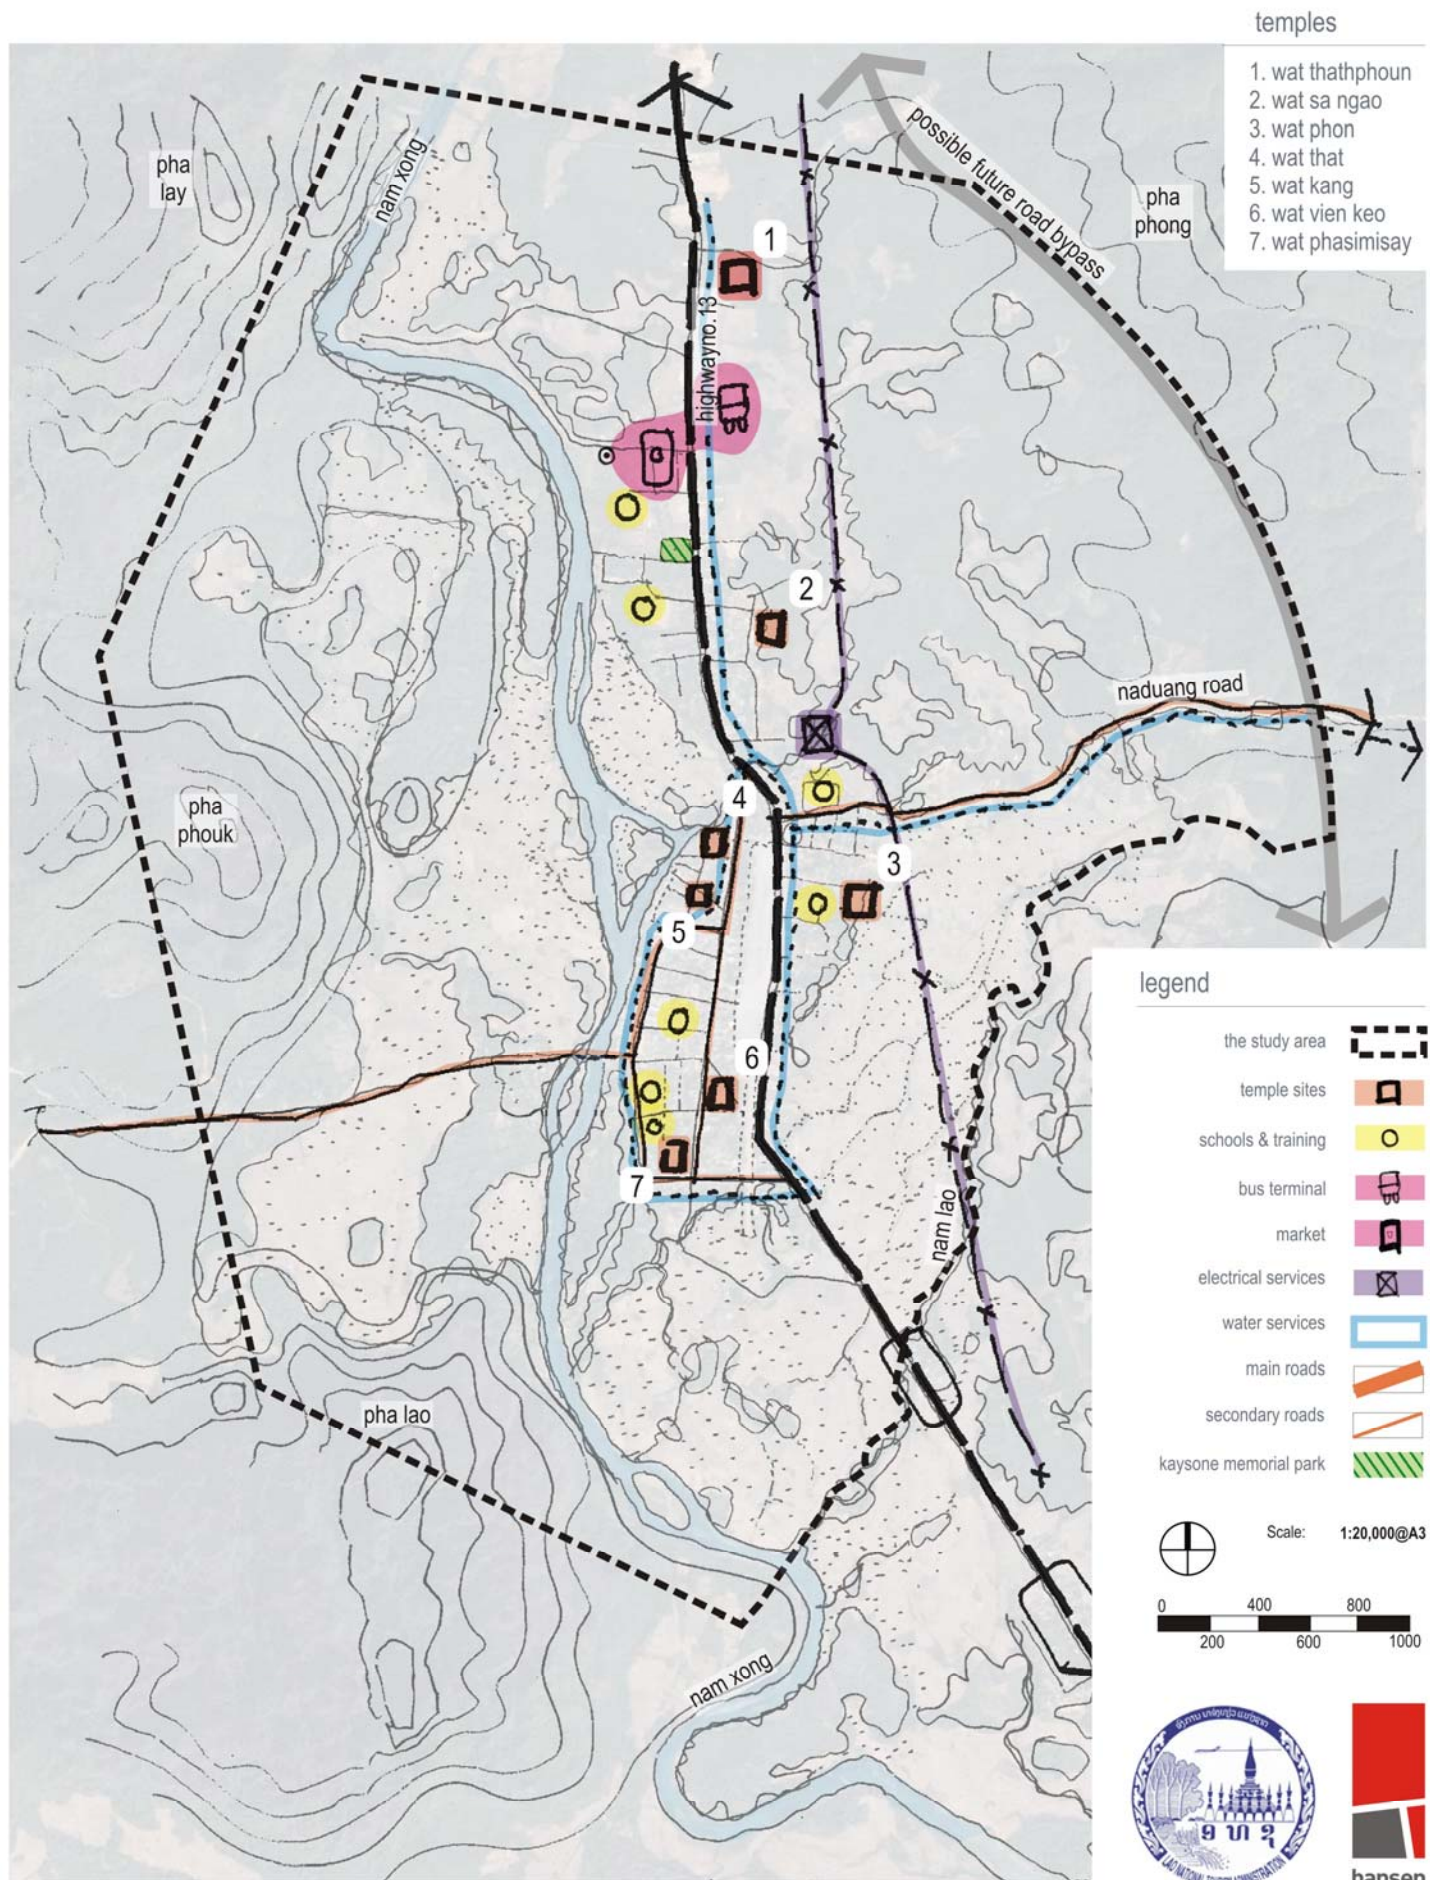 temples
1. wat thathphoun
2. wat sa ngao
3. wat phon
4. wat that
5. wat kang
6. wat vien keo
7. wat phasimisay
possible future road bypass
pha
lay
nam xong
pha
phong
1
highwayno.13
2
naduang road
pha
phouk
4
3
5
6
7
nam lao
pha lao
nam xong
legend
the study area
temple sites
schools & training
bus terminal
market
electrical services
water services
main roads
secondary roads
kaysone memorial park
Scale: 1:20,000@A3
0 400 800
200 600 1000
LAO NATIONAL TOURISM ADMINISTRATION
hansen